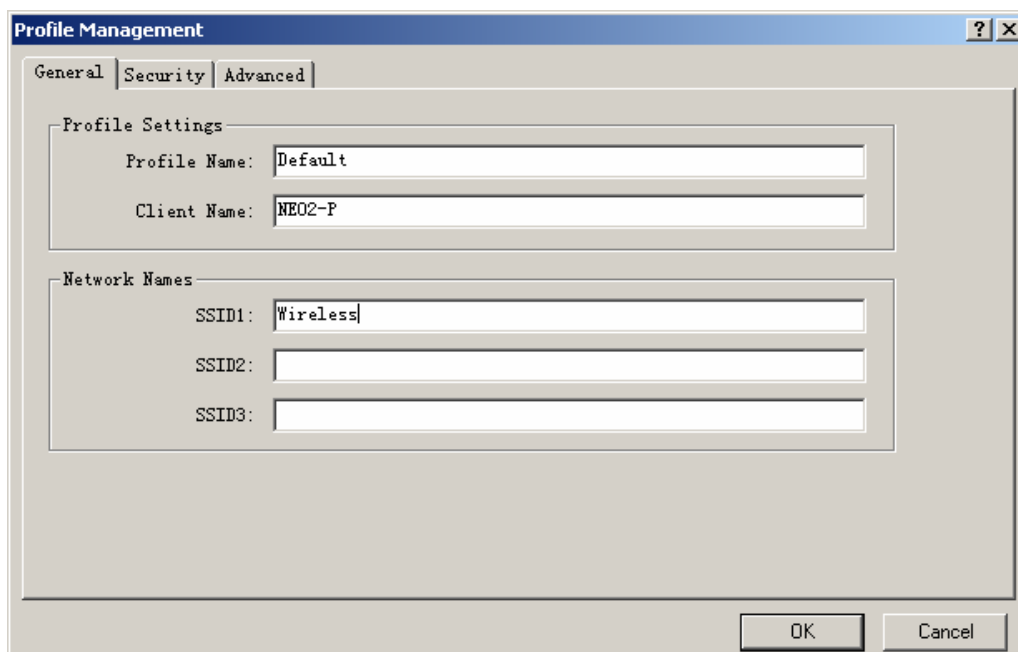 Profile Management
General Security Advanced
Profile Settings
Profile Name: Default
Client Name: NEO2-P
Network Names
SSID1: Wireless
SSID2:
SSID3:
OK Cancel